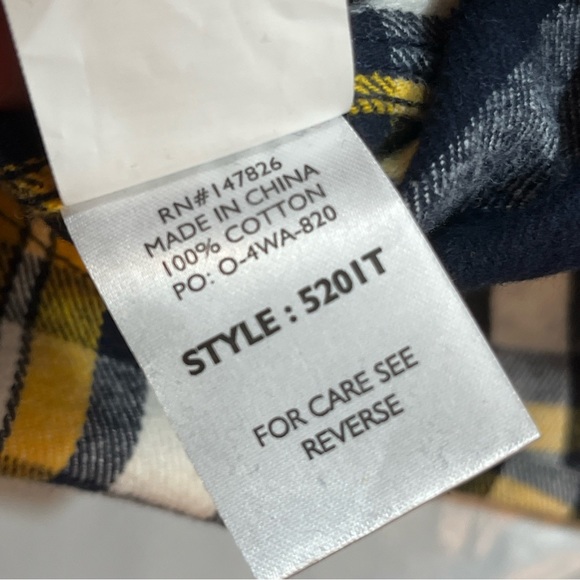 RN#147826
MADE IN CHINA
100% COTTON
PO: O-4WA-820
STYLE : 5201T
FOR CARE SEE
REVERSE